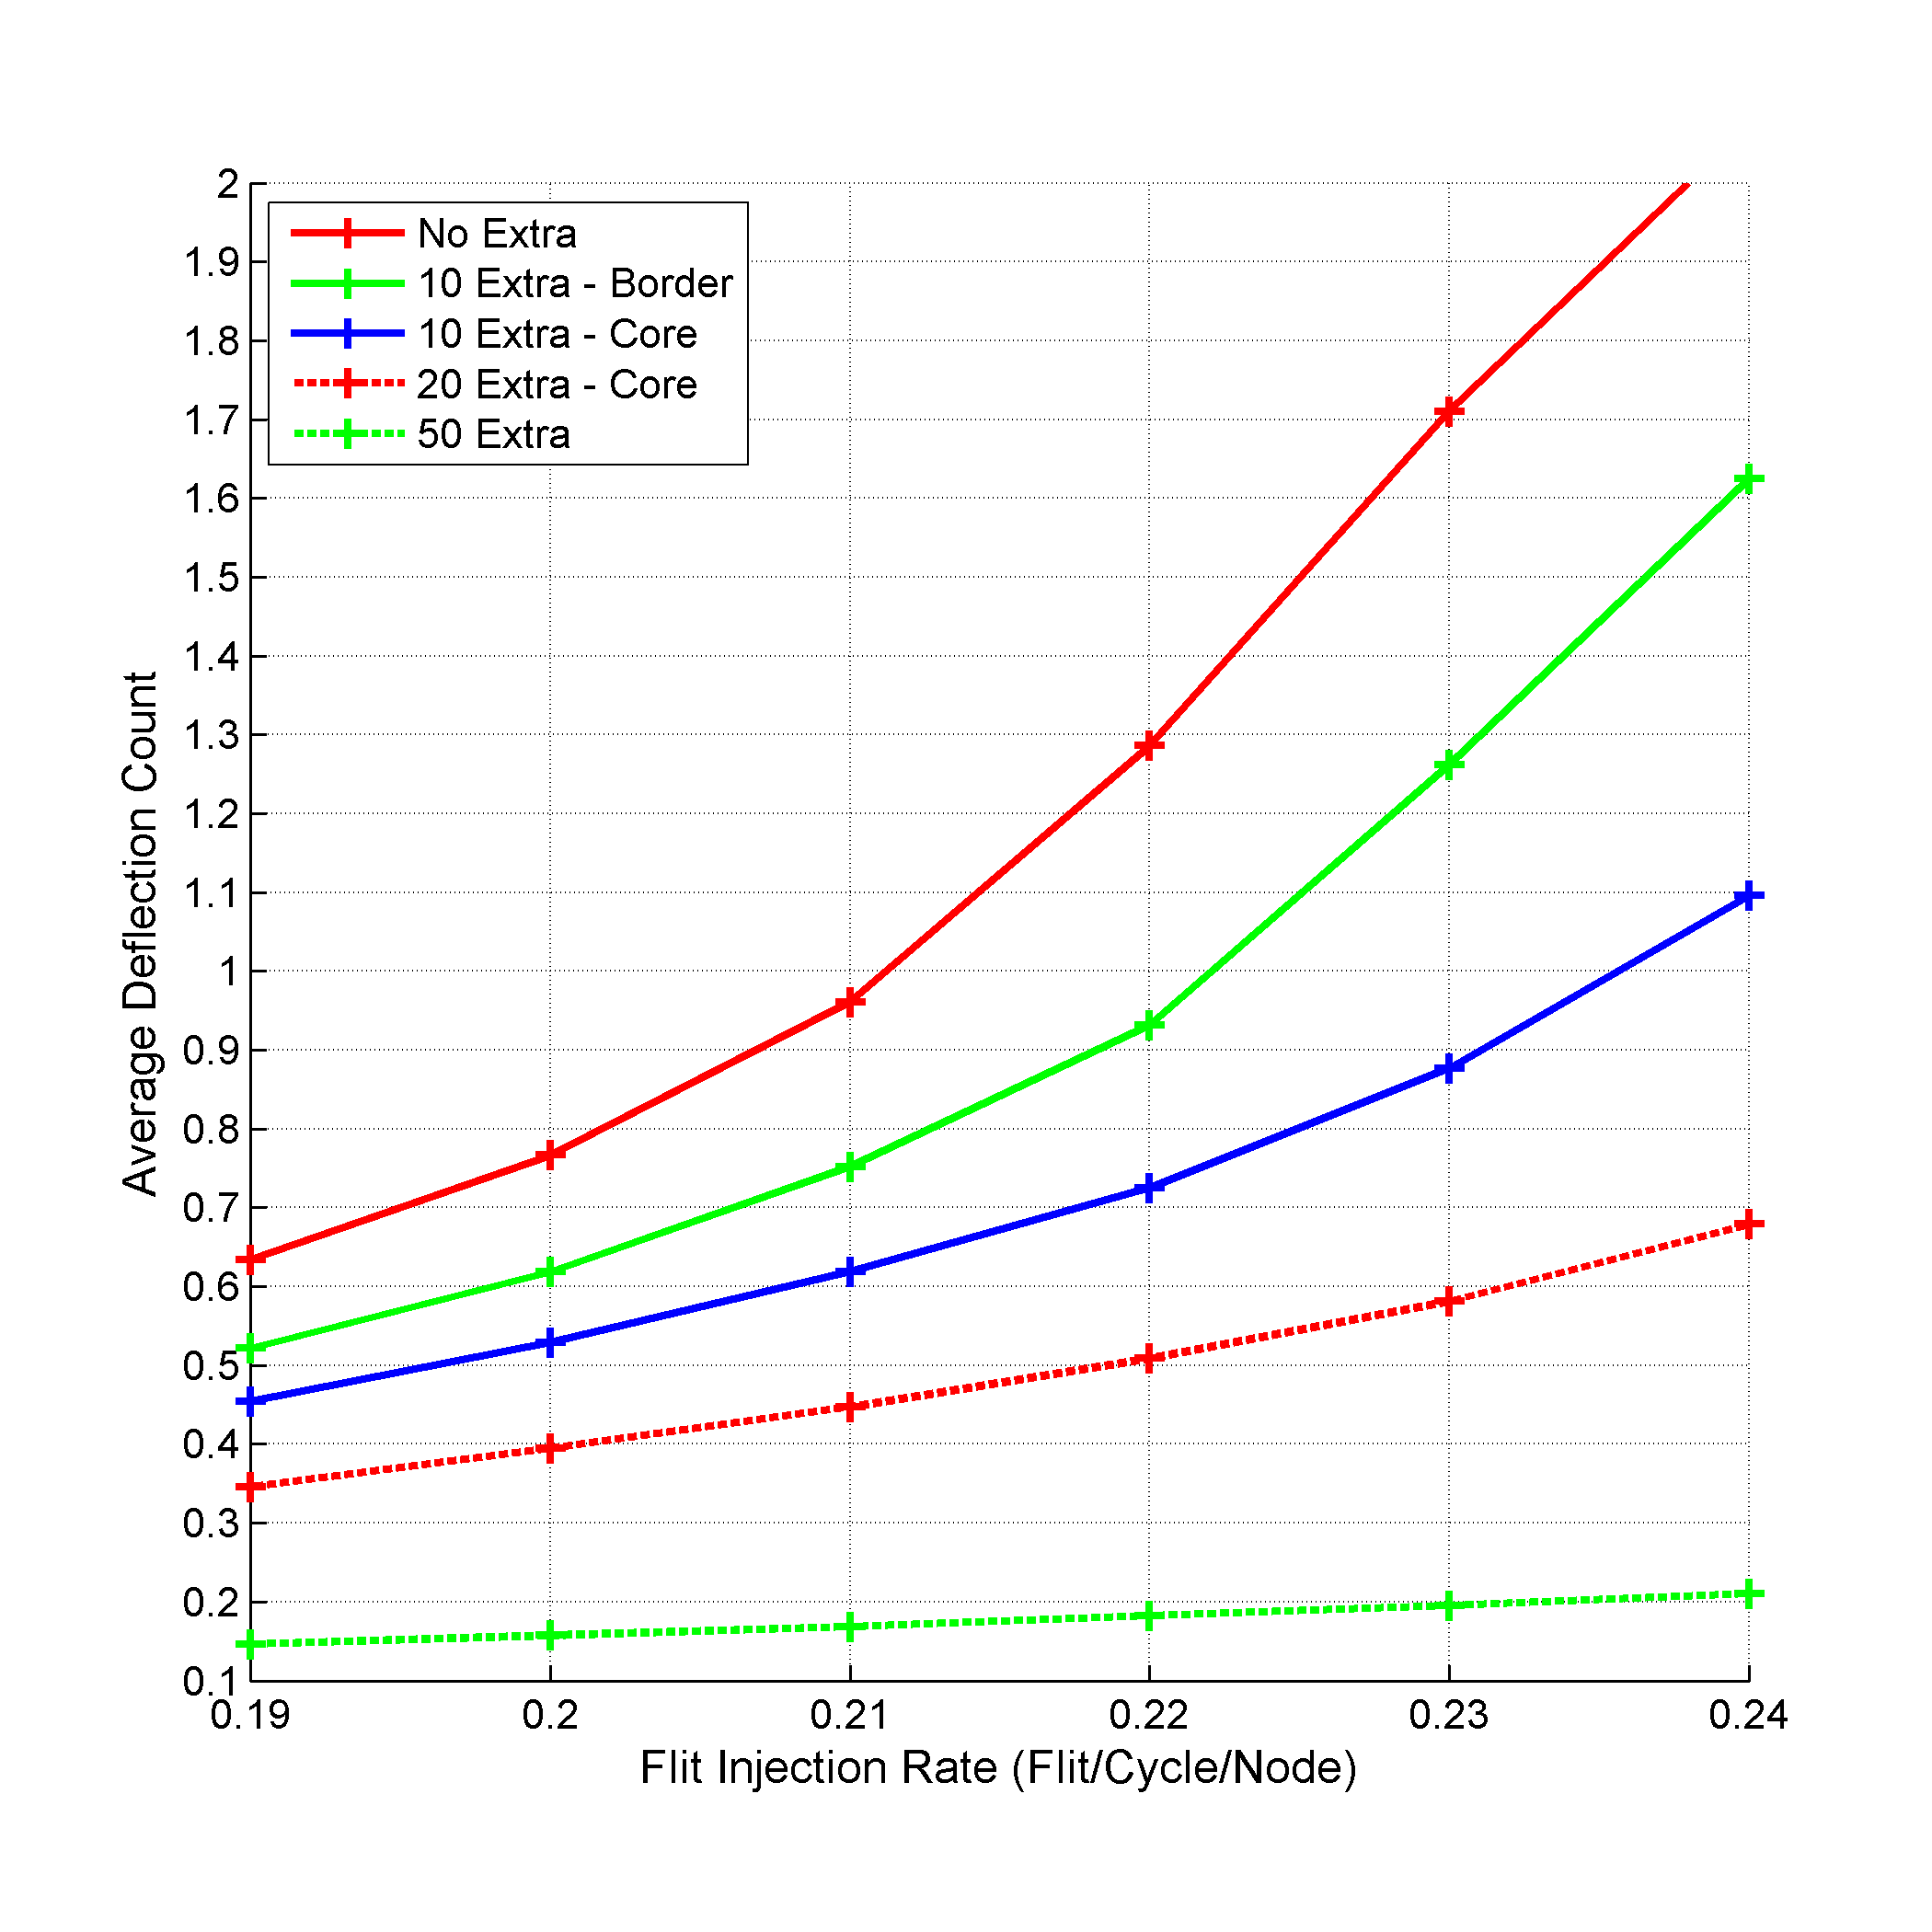 2
1.9
1.8
1.7
1.6
1.5
1.4
1.3
1.2
1.1
1
0.9
0.8
0.7
0.6
0.5
0.4
0.3
0.2
0.1
No Extra
10 Extra - Border
10 Extra - Core
20 Extra - Core
50 Extra
Average Deflection Count
0.19 0.2 0.21 0.22 0.23 0.24
Flit Injection Rate (Flit/Cycle/Node)